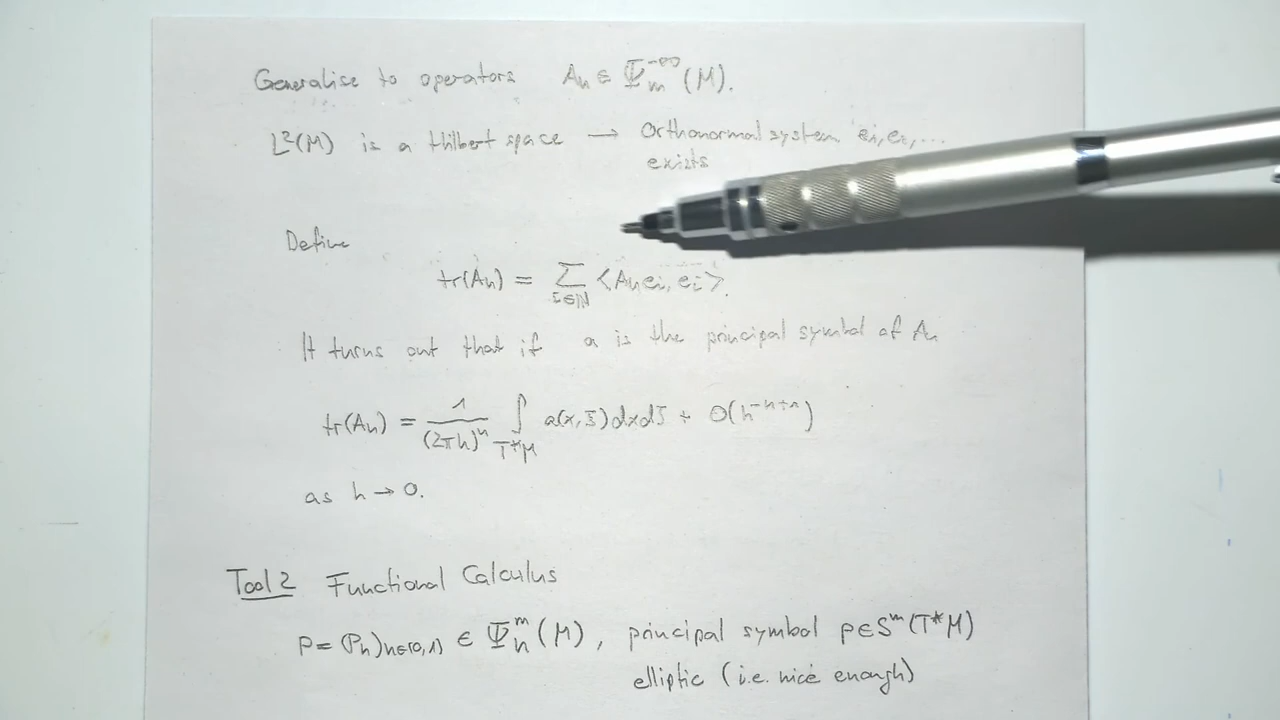 Generalise to operators A_h ∈ Ψ_m^{-∞}(M).
L²(M) is a Hilbert space → Orthonormal system e₁, e₂, ...
exists
Define
tr(A_h) = Σ_{i∈ℕ} ⟨A_h e_i, e_i⟩.
It turns out that if a is the principal symbol of A_h
tr(A_h) = 1/(2πh)^n ∫_{T*M} a(x,ξ) dx dξ + O(h^{-n+1})
as h → 0.
Tool 2 Functional Calculus
P = (P_h)_{h∈(0,1)} ∈ Ψ_h^m(M), principal symbol p ∈ S^m(T*M)
elliptic (i.e. nice enough)